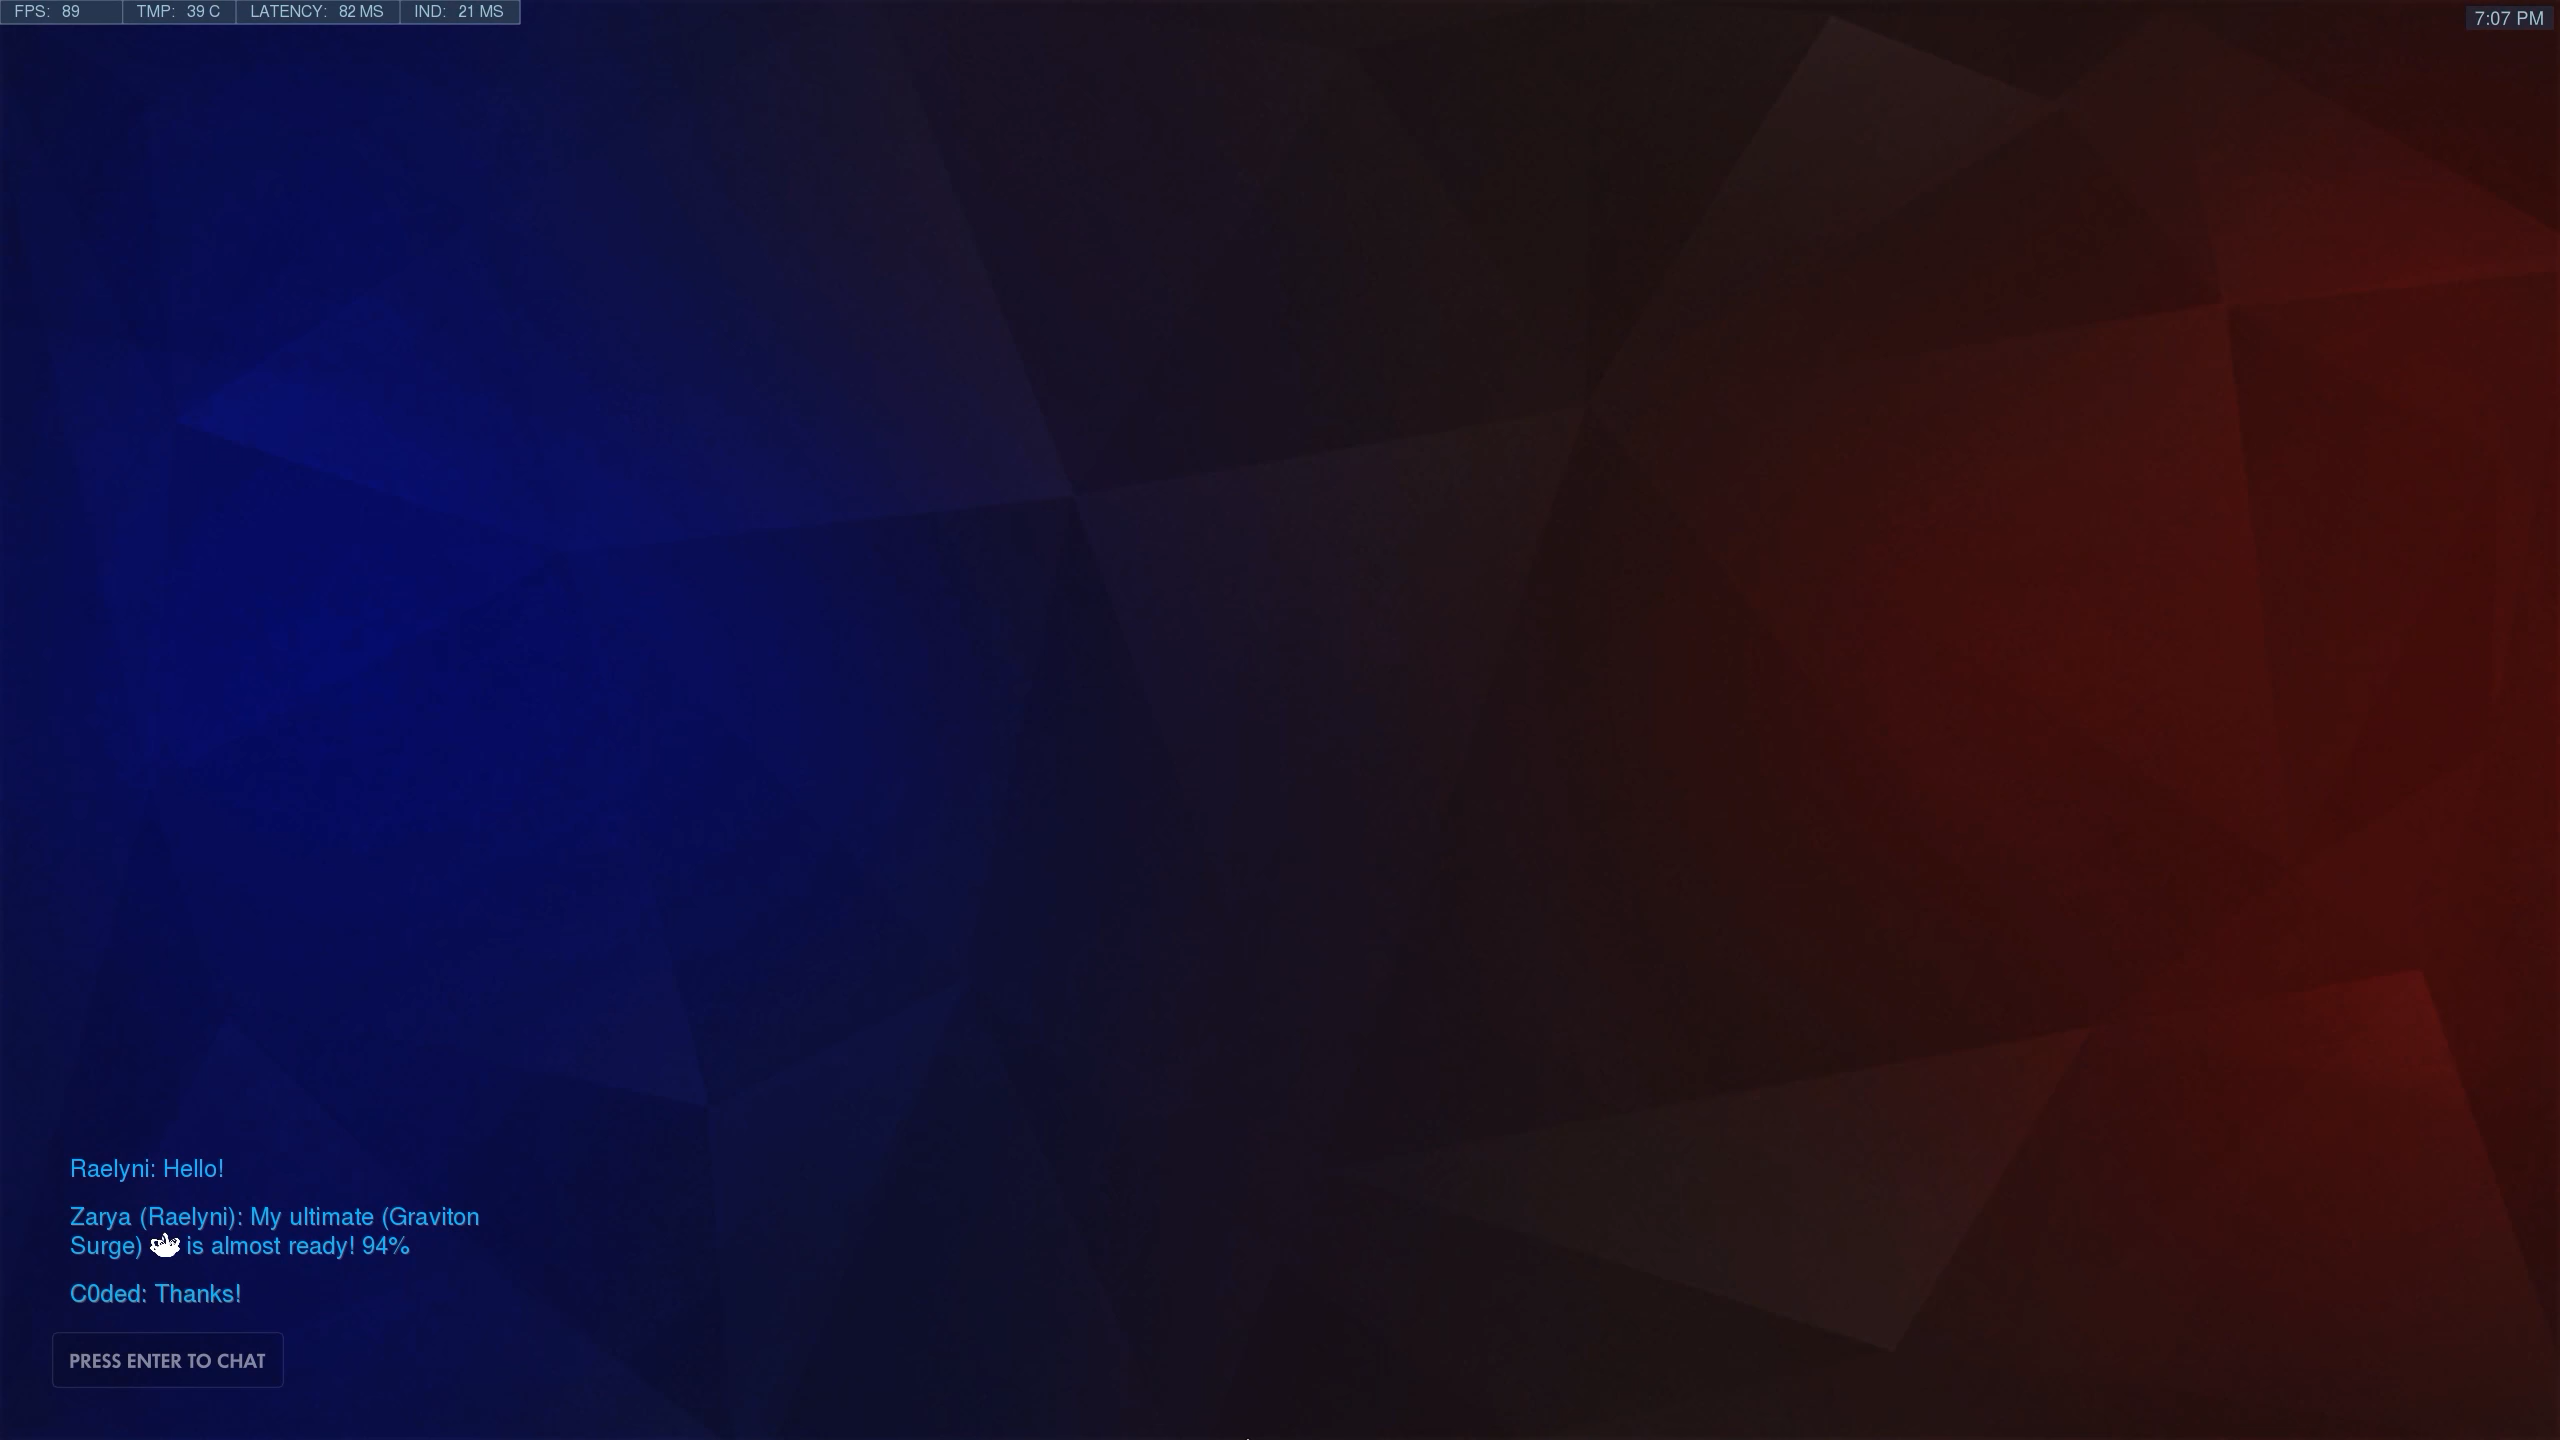 FPS: 89 TMP: 39 C LATENCY: 82 MS IND: 21 MS
7:07 PM
Raelyni: Hello!
Zarya (Raelyni): My ultimate (Graviton
Surge) is almost ready! 94%
C0ded: Thanks!
PRESS ENTER TO CHAT